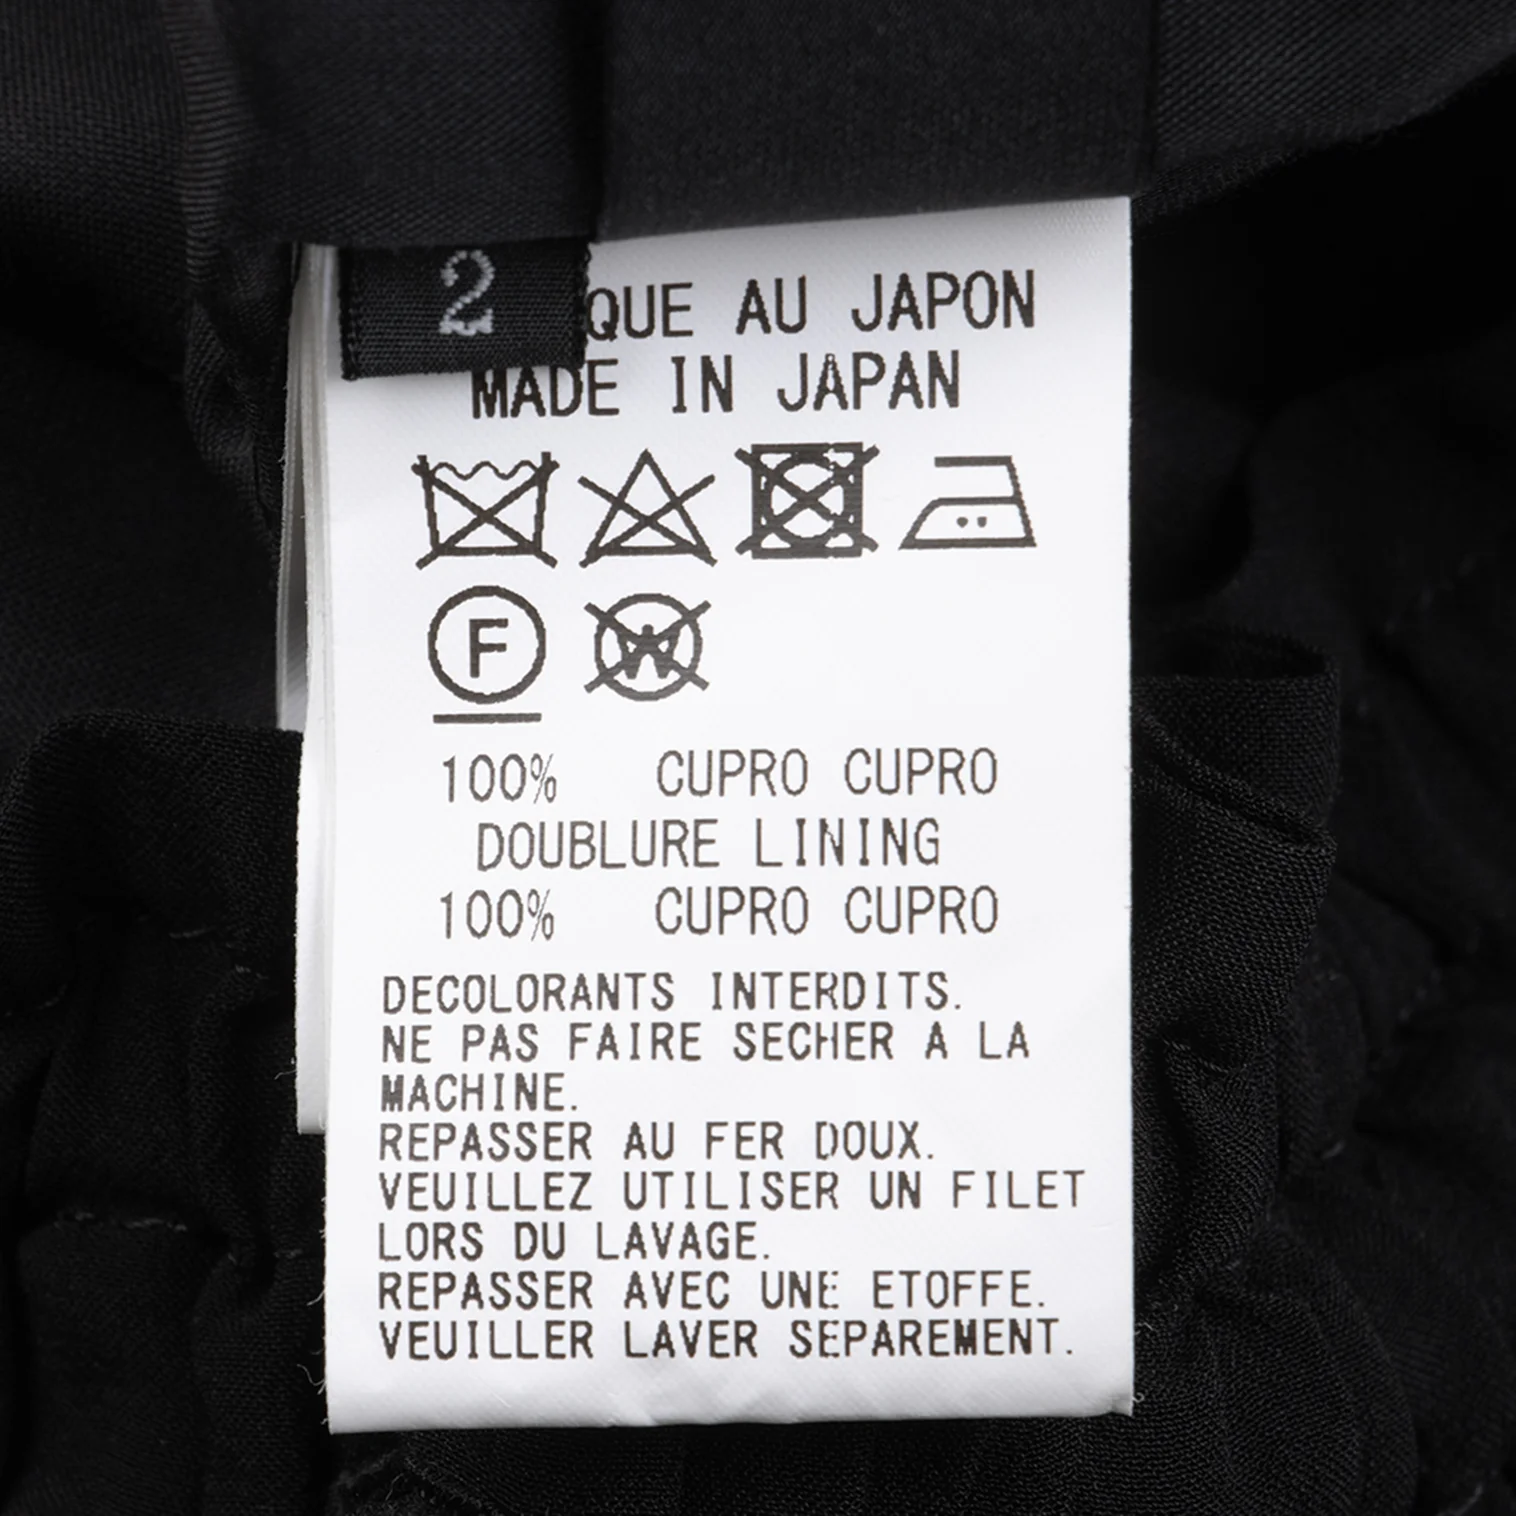 2
QUE AU JAPON
MADE IN JAPAN
F
W
100% CUPRO CUPRO
DOUBLURE LINING
100% CUPRO CUPRO
DECOLORANTS INTERDITS.
NE PAS FAIRE SECHER A LA
MACHINE.
REPASSER AU FER DOUX.
VEUILLEZ UTILISER UN FILET
LORS DU LAVAGE.
REPASSER AVEC UNE ETOFFE.
VEUILLER LAVER SEPAREMENT.